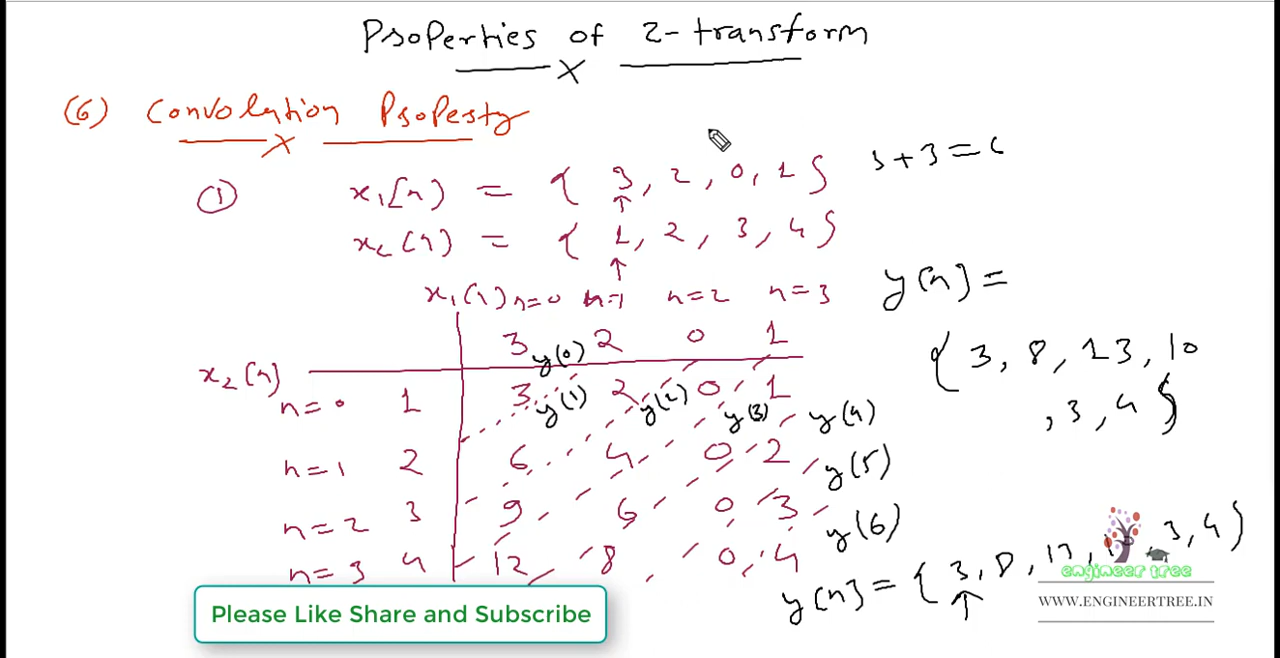 Properties of z-transform
(6) Convolution Property
① x₁[n] = { 3, 2, 0, 1 }
↑
x₂(n) = { 1, 2, 3, 4 }
↑
3+3=6
x₁(n) n=0 n=1 n=2 n=3
3 2 0 1
x₂(n)
n=0 1 3 2 0 1
n=1 2 6 4 0 2
n=2 3 9 6 0 3
n=3 4 12 8 0 4
y(0)
y(1) y(2) y(3) y(4)
y(5)
y(6)
y[n] =
{ 3, 8, 13, 10
, 3, 4 }
y[n] = { 3, 8, 13, , 3, 4 }
↑
engineer tree
WWW.ENGINEERTREE.IN
Please Like Share and Subscribe